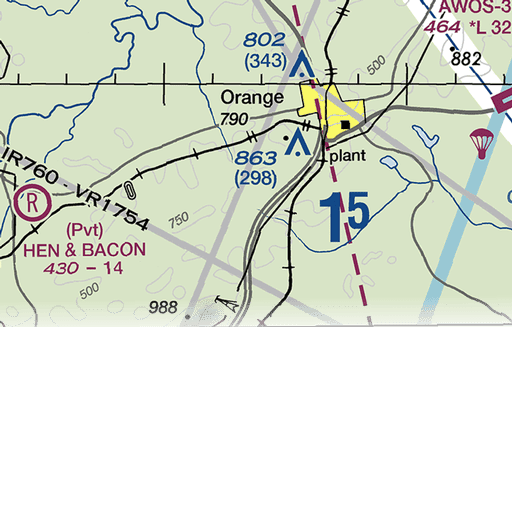 AWOS-3
464 *L 32
802
(343)
500
882
Orange
790
863
(298)
plant
IR760 - VR1754
R
15
750
(Pvt)
HEN & BACON
430 - 14
500
988